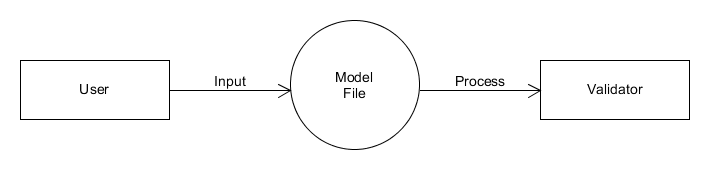 User
Input
Model
File
Process
Validator